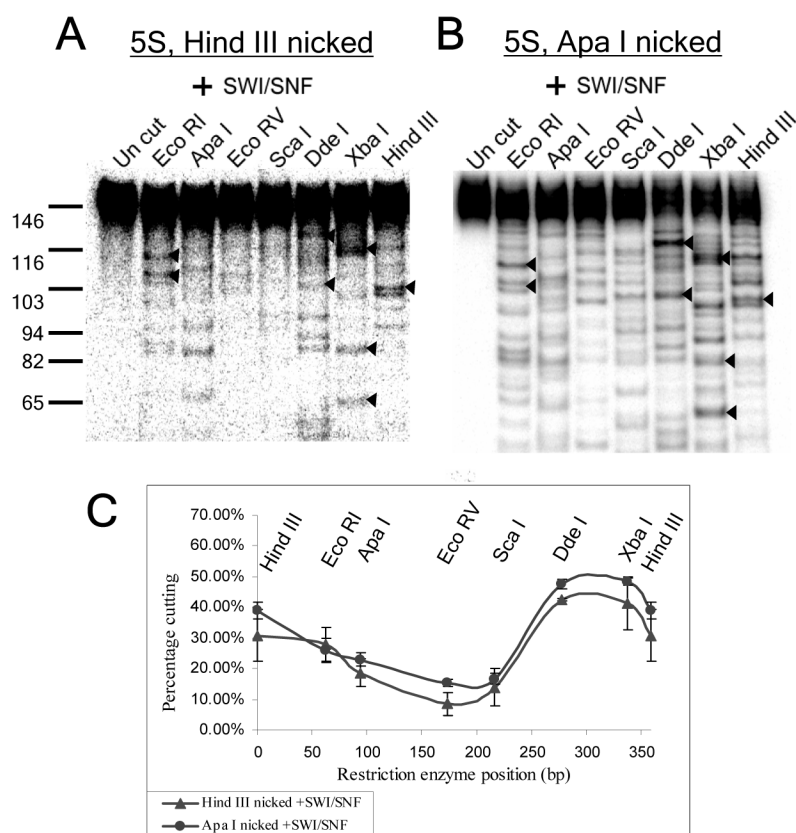 A
5S, Hind III nicked
+ SWI/SNF
Un cut Eco RI Apa I Eco RV Sca I Dde I Xba I Hind III
146
116
103
94
82
65
B
5S, Apa I nicked
+ SWI/SNF
Un cut Eco RI Apa I Eco RV Sca I Dde I Xba I Hind III
C
Hind III Eco RI Apa I Eco RV Sca I Dde I Xba I Hind III
70.00%
60.00%
50.00%
40.00%
30.00%
20.00%
10.00%
0.00%
Percentage cutting
0 50 100 150 200 250 300 350
Restriction enzyme position (bp)
Hind III nicked +SWI/SNF
Apa I nicked +SWI/SNF